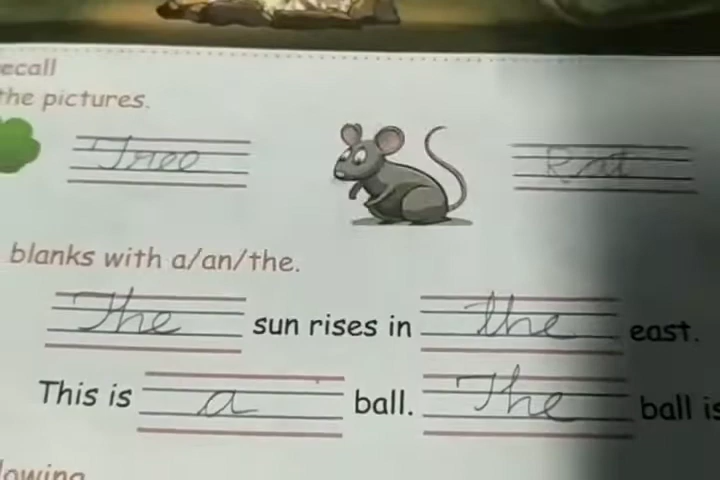 ecall
the pictures.
Tree Rat
blanks with a/an/the.
The sun rises in the east.
This is a ball. The ball is
lowing